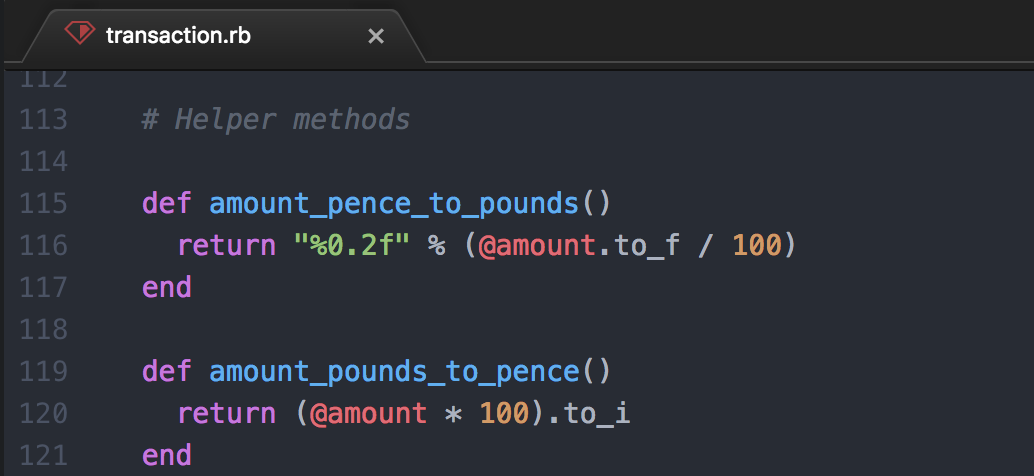 transaction.rb ×
112
113 # Helper methods
114
115 def amount_pence_to_pounds()
116 return "%0.2f" % (@amount.to_f / 100)
117 end
118
119 def amount_pounds_to_pence()
120 return (@amount * 100).to_i
121 end